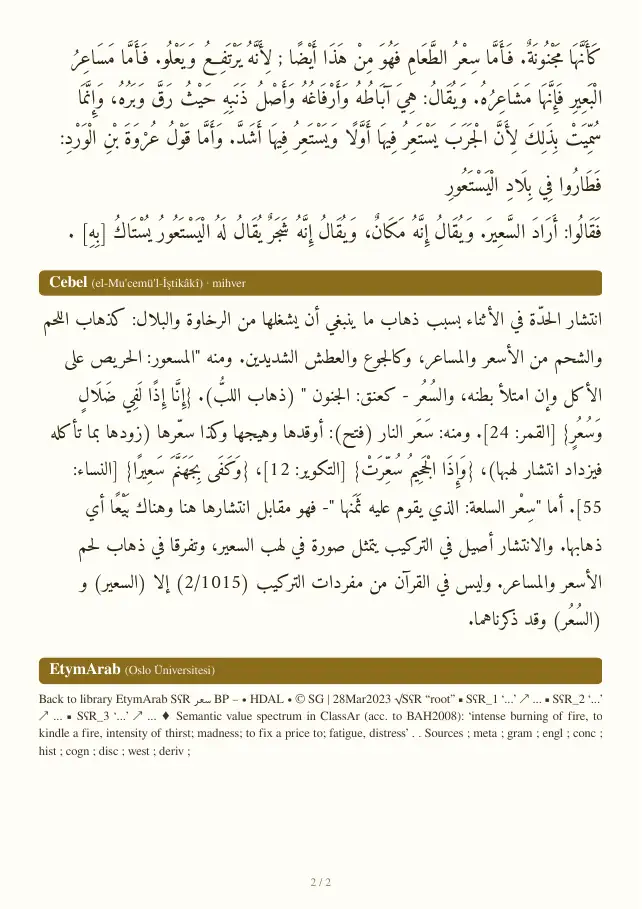 كَأَنَّهَا مَجْنُونَةٌ. فَأَمَّا سِعْرُ الطَّعَامِ فَهُوَ مِنْ هَذَا أَيْضًا ; لِأَنَّهُ يَرْتَفِعُ وَيَعْلُو. فَأَمَّا مَسَاعِرُ
الْبَعِيرِ فَإِنَّهَا مَشَاعِرُهُ. وَيُقَالُ: هِيَ آبَاطُهُ وَأَرْفَاغُهُ وَأَصْلُ ذَنَبِهِ حَيْثُ رَقَّ وَبَرُهُ، وَإِنَّمَا
سُمِّيَتْ بِذَلِكَ لِأَنَّ الْجَرَبَ يَسْتَعِرُ فِيهَا أَوَّلًا وَيَسْتَعِرُ فِيهَا أَشَدَّ. وَأَمَّا قَوْلُ عُرْوَةَ بْنِ الْوَرْدِ:
فَطَارُوا فِي بِلَادِ الْيَسْتَعُورِ
فَقَالُوا: أَرَادَ السَّعِيرَ. وَيُقَالُ إِنَّهُ مَكَانٌ، وَيُقَالُ إِنَّهُ شَجَرٌ يُقَالُ لَهُ الْيَسْتَعُورُ يُسْتَاكُ [بِهِ] .
Cebel (el-Mu'cemü'l-İştikâkî) · mihver
انتشار الحدّة في الأثناء بسبب ذهاب ما ينبغي أن يشغلها من الرخاوة والبلال: كذهاب اللحم
والشحم من الأسعر والمساعر، وكالجوع والعطش الشديدين. ومنه "المسعور: الحريص على
الأكل وإن امتلأ بطنه، والسُعُر - كعنق: الجنون " (ذهاب اللبُّ). {إِنَّا إِذًا لَفِي ضَلَالٍ
وَسُعُرٍ} [القمر: 24]. ومنه: سَعَر النار (فتح): أوقدها وهيجها وكذا سعّرها (زودها بما تأكله
فيزداد انتشار لهبها)، {وَإِذَا الْجَحِيمُ سُعِّرَتْ} [التكوير: 12]، {وَكَفَى بِجَهَنَّمَ سَعِيرًا} [النساء:
55]. أما "سِعْر السلعة: الذي يقوم عليه ثَمَنها "- فهو مقابل انتشارها هنا وهناك بَيْعًا أي
ذهابها. والانتشار أصيل في التركيب يتمثل صورة في لهب السعير، وتفرقا في ذهاب لحم
الأسعر والمساعر. وليس في القرآن من مفردات التركيب (2/1015) إلا (السعير) و
(السُعُر) وقد ذكرناهما.
EtymArab (Oslo Üniversitesi)
Back to library EtymArab SʕR سعر BP – • HDAL • © SG | 28Mar2023 √SʕR “root” ▪ SʕR_1 ‘...’ ↗ ... ▪ SʕR_2 ‘...’
↗ ... ▪ SʕR_3 ‘...’ ↗ ... ♦ Semantic value spectrum in ClassAr (acc. to BAH2008): ‘intense burning of fire, to
kindle a fire, intensity of thirst; madness; to fix a price to; fatigue, distress’ . . Sources ; meta ; gram ; engl ; conc ;
hist ; cogn ; disc ; west ; deriv ;
2 / 2